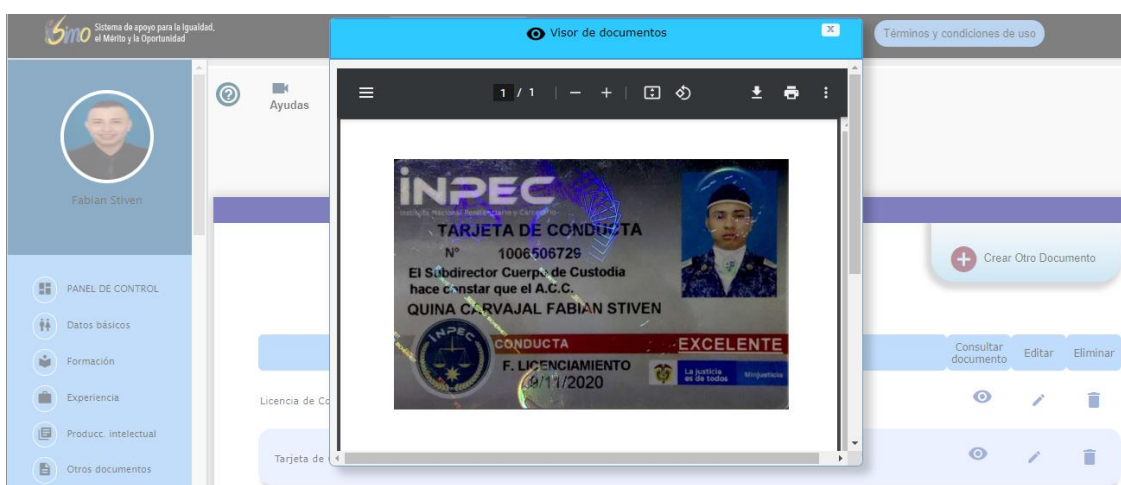 Simo
Sistema de apoyo para la Igualdad,
el Mérito y la Oportunidad
Visor de documentos
x
Términos y condiciones de uso
Fabian Stiven
PANEL DE CONTROL
Datos básicos
Formación
Experiencia
Producc. intelectual
Otros documentos
?
Ayudas
1 / 1
INPEC
Instituto Nacional Penitenciario y Carcelario
TARJETA DE CONDUCTA
N° 1006506729
El Subdirector Cuerpo de Custodia
hace constar que el A.C.C.
QUINA CARVAJAL FABIAN STIVEN
INPEC
CONDUCTA EXCELENTE
F. LICENCIAMIENTO
9/11/2020
La justicia
es de todos
Minjusticia
Crear Otro Documento
Consultar
documento
Editar
Eliminar
Licencia de Co
Tarjeta de